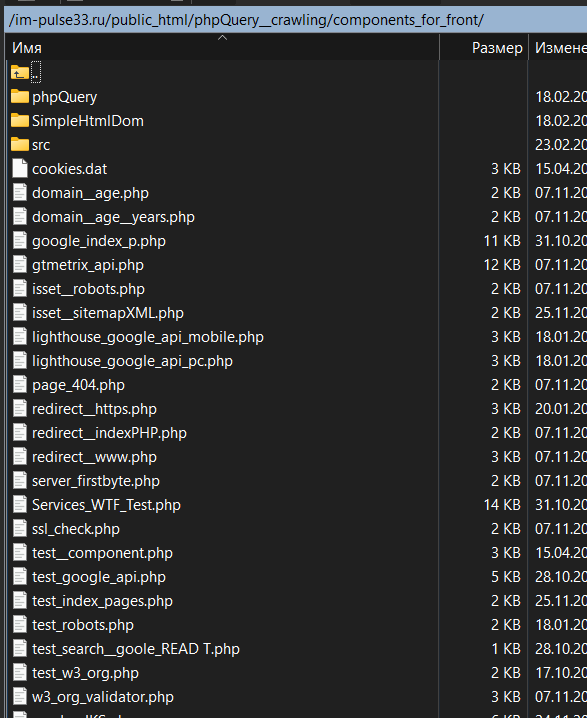 /im-pulse33.ru/public_html/phpQuery__crawling/components_for_front/
Имя Размер Измене
..
phpQuery 18.02.20
SimpleHtmlDom 18.02.20
src 23.02.20
cookies.dat 3 KB 15.04.20
domain__age.php 2 KB 07.11.20
domain__age__years.php 2 KB 07.11.20
google_index_p.php 11 KB 31.10.20
gtmetrix_api.php 12 KB 07.11.20
isset__robots.php 2 KB 07.11.20
isset__sitemapXML.php 2 KB 25.11.20
lighthouse_google_api_mobile.php 3 KB 18.01.20
lighthouse_google_api_pc.php 3 KB 18.01.20
page_404.php 2 KB 07.11.20
redirect__https.php 3 KB 20.01.20
redirect__indexPHP.php 2 KB 07.11.20
redirect__www.php 3 KB 07.11.20
server_firstbyte.php 2 KB 07.11.20
Services_WTF_Test.php 14 KB 31.10.20
ssl_check.php 2 KB 07.11.20
test__component.php 3 KB 15.04.20
test_google_api.php 5 KB 28.10.20
test_index_pages.php 2 KB 25.11.20
test_robots.php 2 KB 18.01.20
test_search__goole_READ T.php 1 KB 28.10.20
test_w3_org.php 2 KB 17.10.20
w3_org_validator.php 3 KB 07.11.20